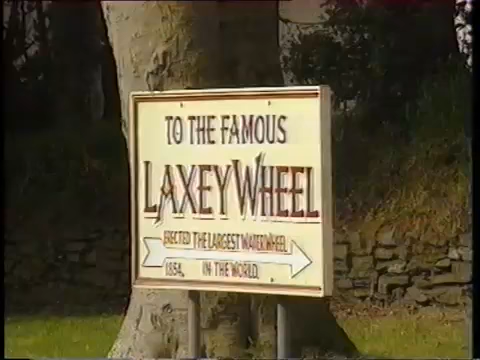 TO THE FAMOUS
LAXEY WHEEL
ERECTED THE LARGEST WATERWHEEL
1854. IN THE WORLD.